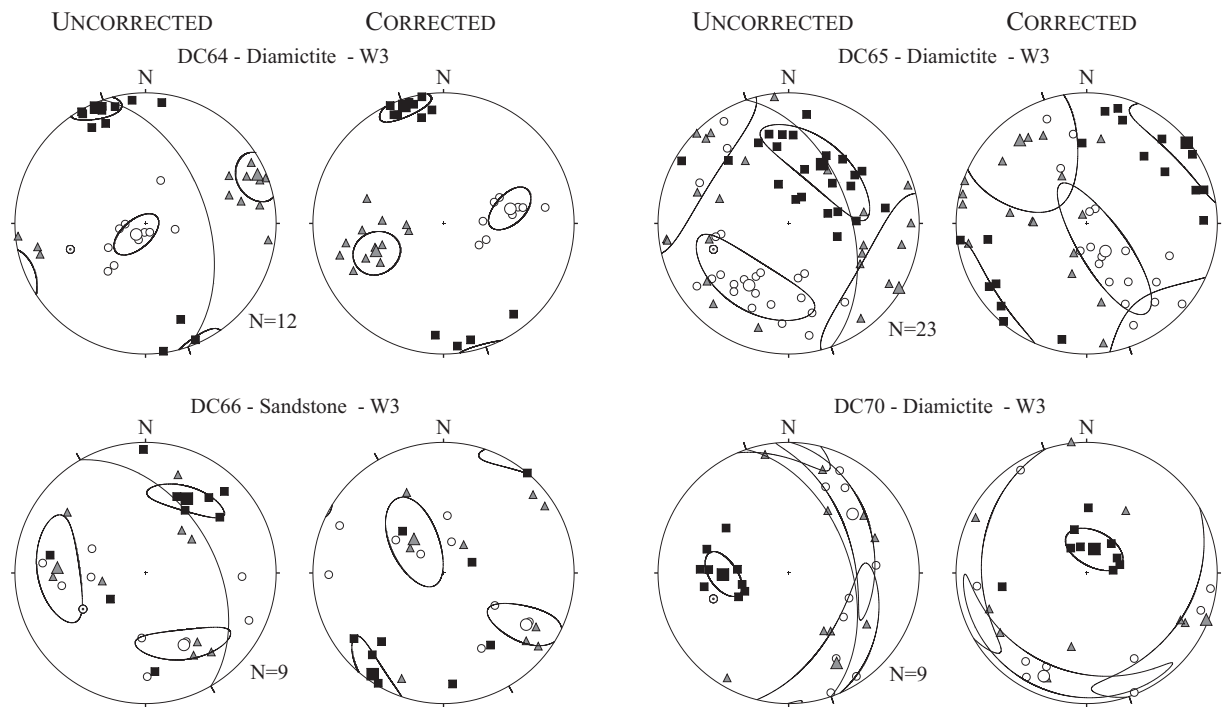 UNCORRECTED CORRECTED UNCORRECTED CORRECTED
DC64 - Diamictite - W3 DC65 - Diamictite - W3
N N N N
N=12 N=23
DC66 - Sandstone - W3 DC70 - Diamictite - W3
N N N N
N=9 N=9